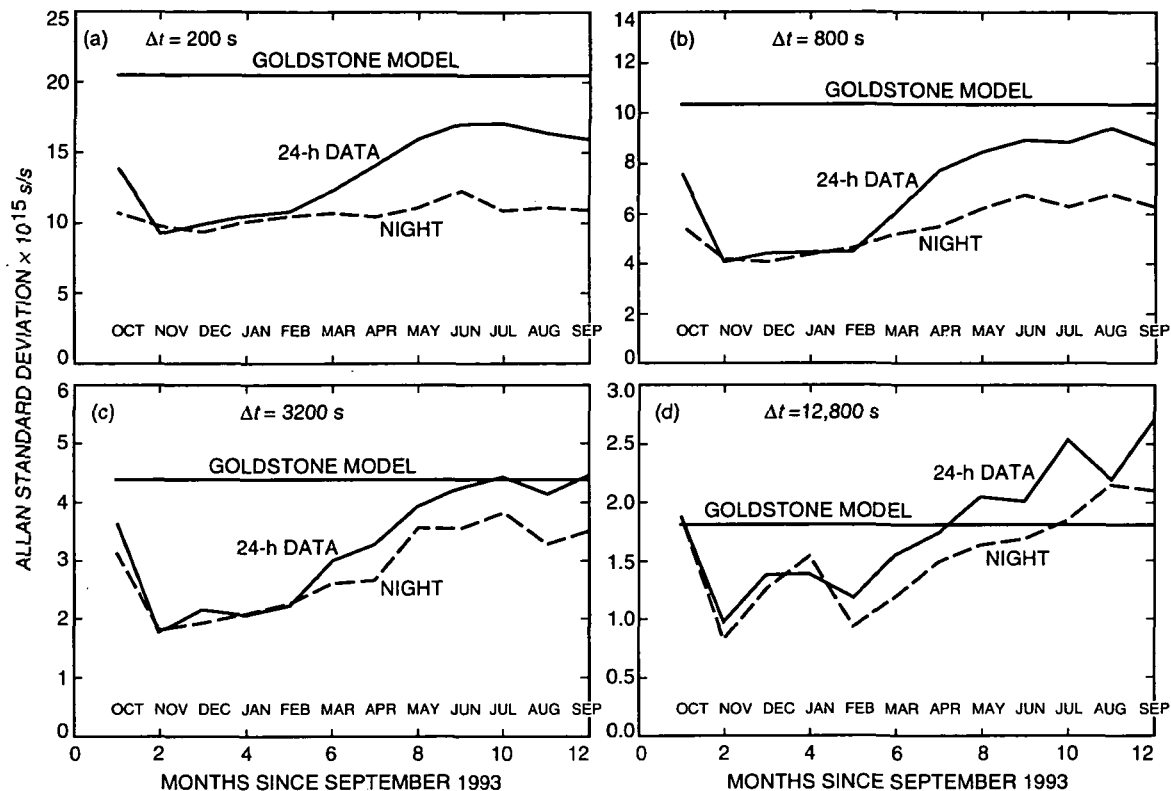 ALLAN STANDARD DEVIATION × 10¹⁵ s/s
(a) Δt = 200 s
GOLDSTONE MODEL
24-h DATA
NIGHT
25
20
15
10
5
0
OCT NOV DEC JAN FEB MAR APR MAY JUN JUL AUG SEP
(b) Δt = 800 s
GOLDSTONE MODEL
24-h DATA
NIGHT
14
12
10
8
6
4
2
0
OCT NOV DEC JAN FEB MAR APR MAY JUN JUL AUG SEP
(c) Δt = 3200 s
GOLDSTONE MODEL
24-h DATA
NIGHT
6
5
4
3
2
1
0
OCT NOV DEC JAN FEB MAR APR MAY JUN JUL AUG SEP
0 2 4 6 8 10 12
MONTHS SINCE SEPTEMBER 1993
(d) Δt = 12,800 s
24-h DATA
GOLDSTONE MODEL
NIGHT
3.0
2.5
2.0
1.5
1.0
0.5
0.0
OCT NOV DEC JAN FEB MAR APR MAY JUN JUL AUG SEP
0 2 4 6 8 10 12
MONTHS SINCE SEPTEMBER 1993